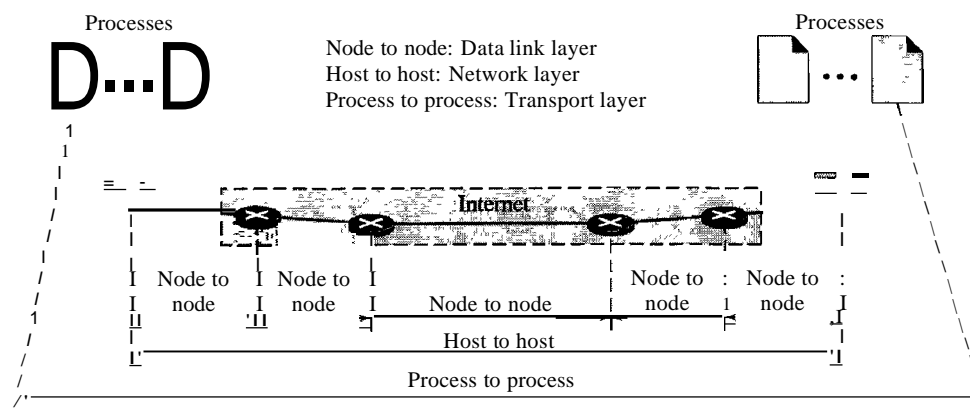 Processes
Processes
D...D
Node to node: Data link layer
Host to host: Network layer
Process to process: Transport layer
Internet
Node to node
Node to node
Node to node
Node to node
Node to node
Host to host
Process to process